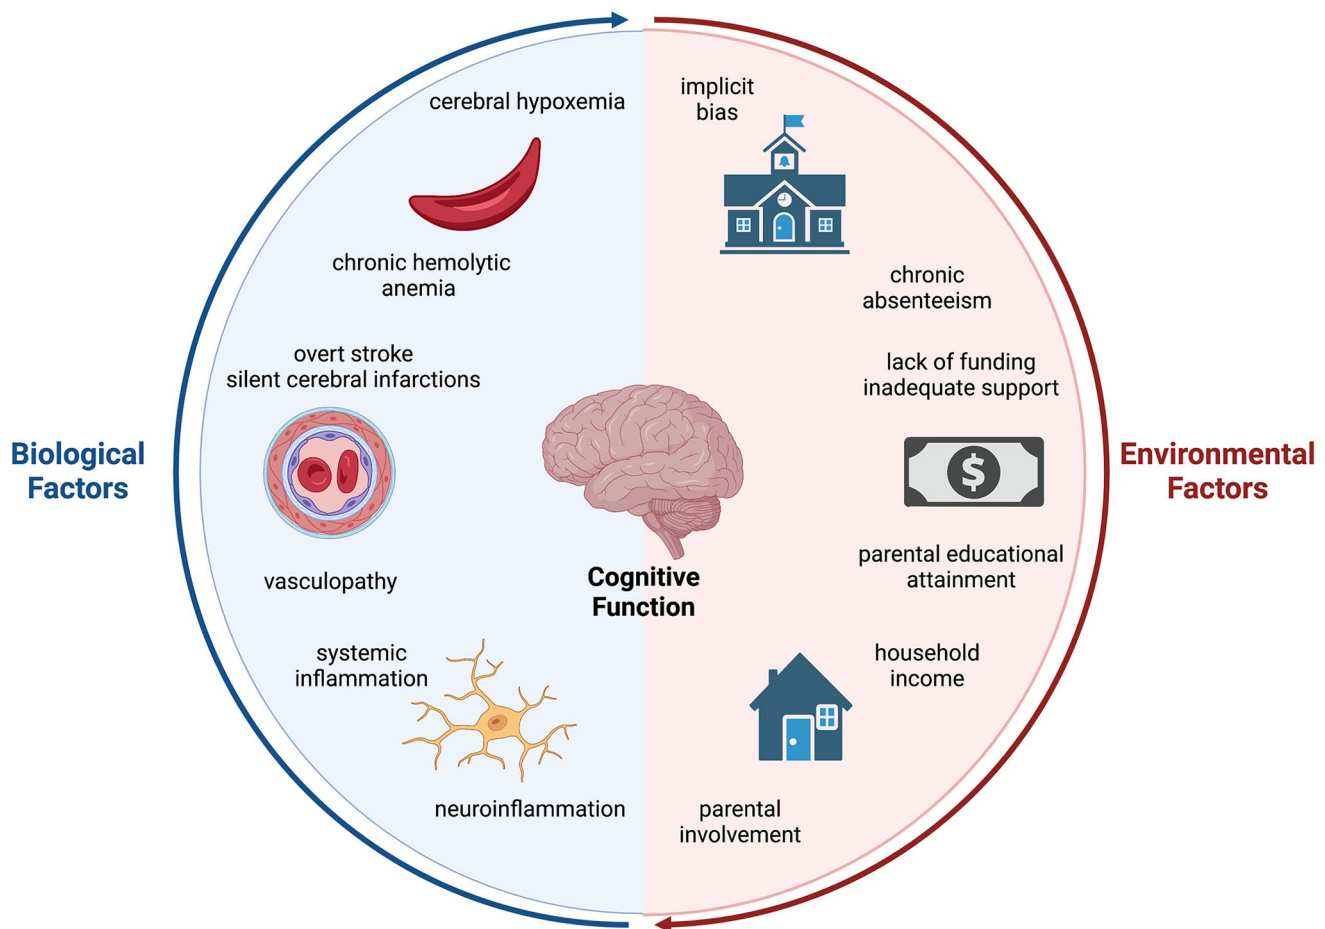 cerebral hypoxemia
chronic hemolytic
anemia
overt stroke
silent cerebral infarctions
Biological
Factors
vasculopathy
systemic
inflammation
neuroinflammation
Cognitive
Function
implicit
bias
chronic
absenteeism
lack of funding
inadequate support
$
Environmental
Factors
parental educational
attainment
household
income
parental
involvement